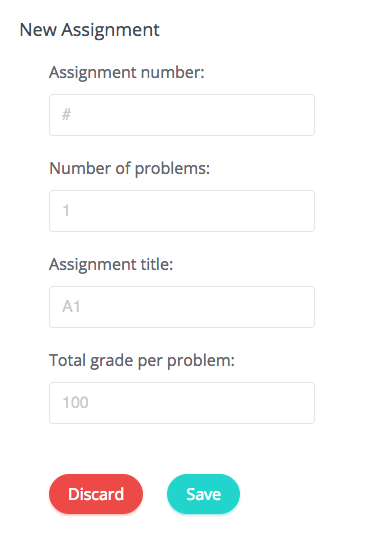 New Assignment
Assignment number:
#
Number of problems:
1
Assignment title:
A1
Total grade per problem:
100
Discard Save